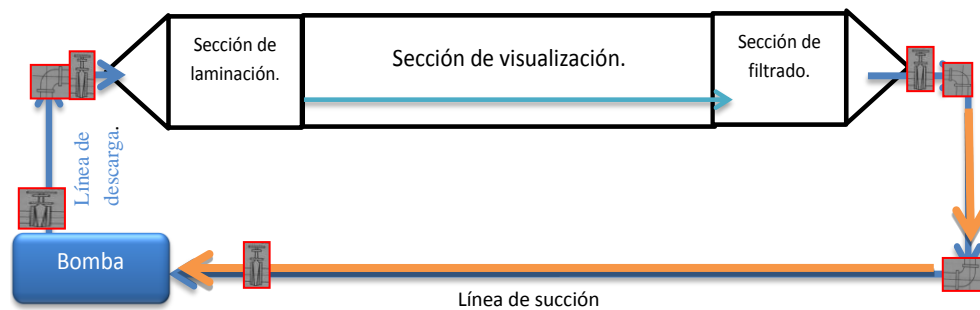 Sección de
laminación.
Sección de visualización.
Sección de
filtrado.
Línea de
descarga.
Bomba
Línea de succión